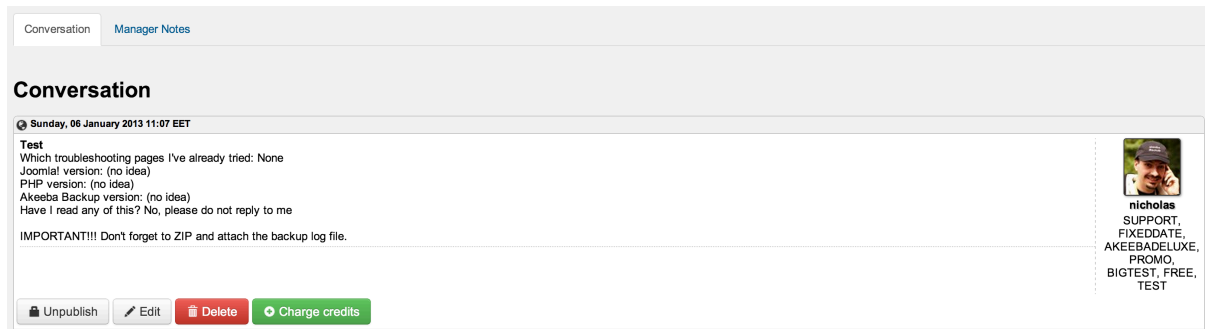 Conversation
Manager Notes
Conversation
Sunday, 06 January 2013 11:07 EET
Test
Which troubleshooting pages I've already tried: None
Joomla! version: (no idea)
PHP version: (no idea)
Akeeba Backup version: (no idea)
Have I read any of this? No, please do not reply to me
IMPORTANT!!! Don't forget to ZIP and attach the backup log file.
nicholas
SUPPORT,
FIXEDDATE,
AKEEBADELUXE,
PROMO,
BIGTEST, FREE,
TEST
Unpublish
Edit
Delete
Charge credits